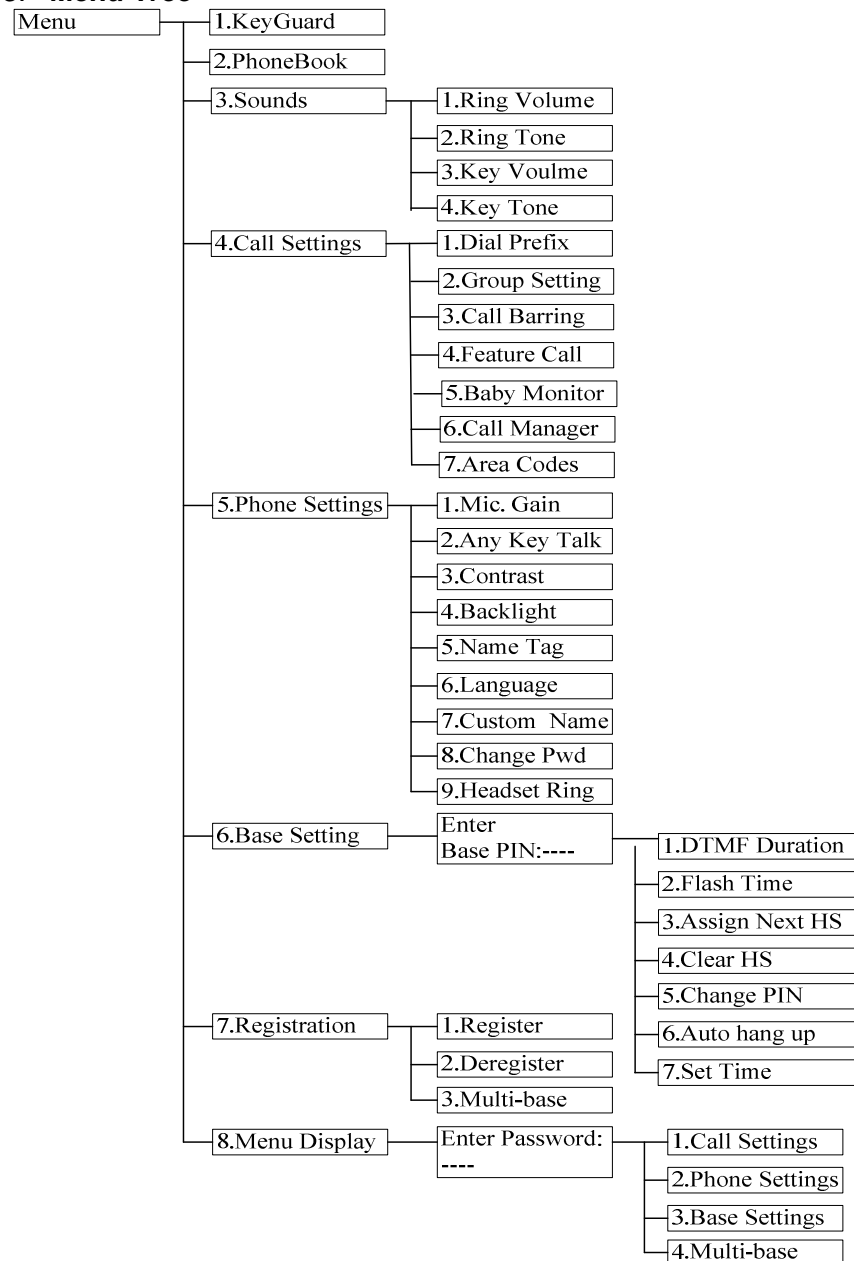 Menu
1.KeyGuard
2.PhoneBook
3.Sounds
1.Ring Volume
2.Ring Tone
3.Key Voulme
4.Key Tone
4.Call Settings
1.Dial Prefix
2.Group Setting
3.Call Barring
4.Feature Call
5.Baby Monitor
6.Call Manager
7.Area Codes
5.Phone Settings
1.Mic. Gain
2.Any Key Talk
3.Contrast
4.Backlight
5.Name Tag
6.Language
7.Custom Name
8.Change Pwd
9.Headset Ring
6.Base Setting
Enter
Base PIN:----
1.DTMF Duration
2.Flash Time
3.Assign Next HS
4.Clear HS
5.Change PIN
6.Auto hang up
7.Set Time
7.Registration
1.Register
2.Deregister
3.Multi-base
8.Menu Display
Enter Password:
----
1.Call Settings
2.Phone Settings
3.Base Settings
4.Multi-base